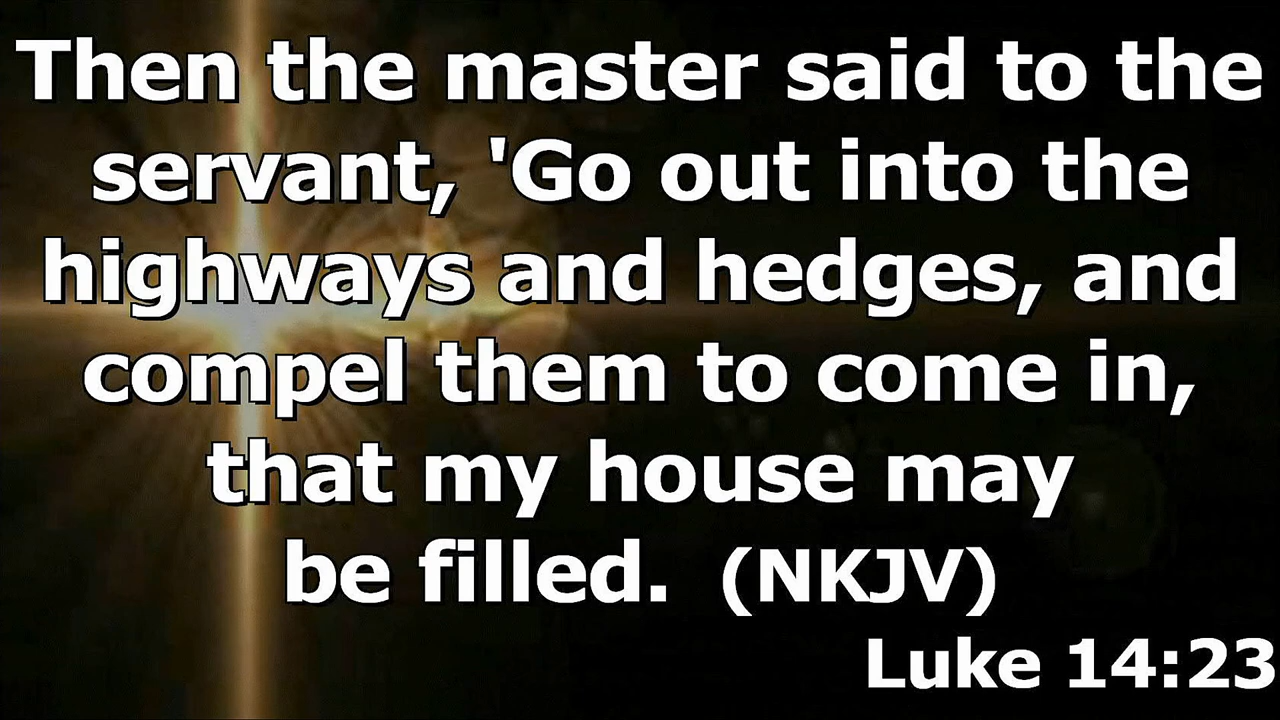 Then the master said to the
servant, 'Go out into the
highways and hedges, and
compel them to come in,
that my house may
be filled.  (NKJV)
Luke 14:23